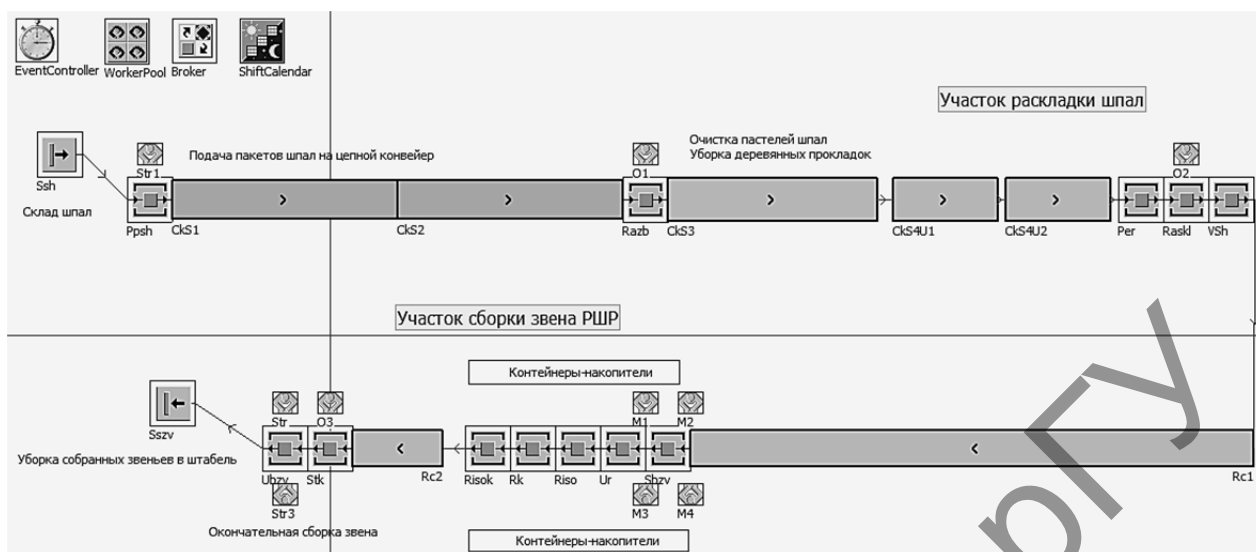 EventController WorkerPool Broker ShiftCalendar
Участок раскладки шпал
Ssh
Str1
Подача пакетов шпал на цепной конвейер
O1
Очистка пастелей шпал
Уборка деревянных прокладок
O2
Склад шпал
Ppsh CkS1 CkS2 Razb CkS3 CkS4U1 CkS4U2 Per Raskl VSh
Участок сборки звена РШР
Контейнеры-накопители
Sszv
Str O3 M1 M2
Уборка собранных звеньев в штабель
Ubzv Stk Rc2 Risok Rk Riso Ur Sbzv Rc1
Str3 M3 M4
Окончательная сборка звена
Контейнеры-накопители
рГУ